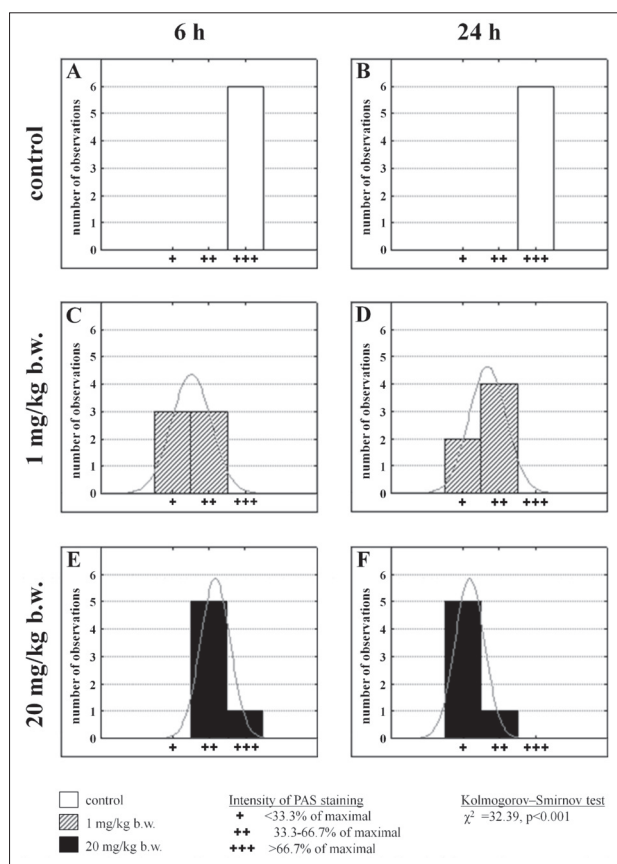 6 h 24 h
control
A B
number of observations number of observations
6 6
5 5
4 4
3 3
2 2
1 1
0 0
+ ++ +++ + ++ +++
1 mg/kg b.w.
C D
number of observations number of observations
6 6
5 5
4 4
3 3
2 2
1 1
0 0
+ ++ +++ + ++ +++
20 mg/kg b.w.
E F
number of observations number of observations
6 6
5 5
4 4
3 3
2 2
1 1
0 0
+ ++ +++ + ++ +++
control
1 mg/kg b.w.
20 mg/kg b.w.
Intensity of PAS staining
+ <33.3% of maximal
++ 33.3-66.7% of maximal
+++ >66.7% of maximal
Kolmogorov–Smirnov test
χ² =32.39, p<0.001